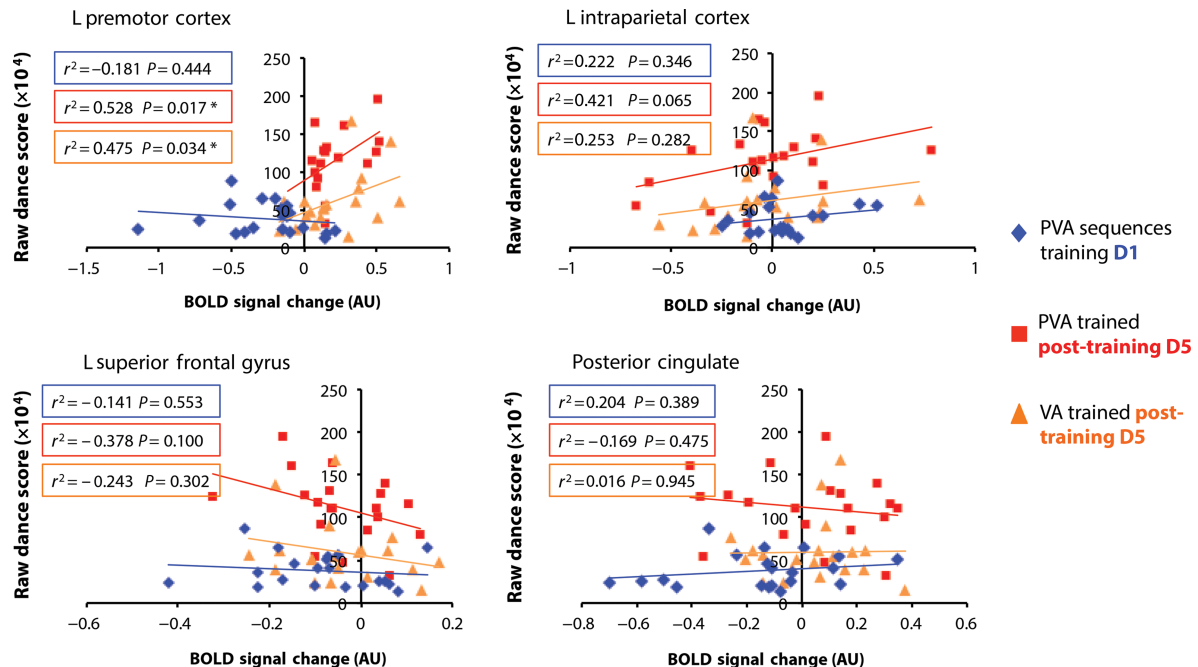 L premotor cortex
r²=−0.181 P=0.444
r²=0.528 P=0.017*
r²=0.475 P=0.034*
Raw dance score (×10⁴)
250
200
150
100
50
0
−1.5
−1
−0.5
0
0.5
1
BOLD signal change (AU)
L intraparietal cortex
r²=0.222 P=0.346
r²=0.421 P=0.065
r²=0.253 P=0.282
Raw dance score (×10⁴)
250
200
150
100
50
0
−1
−0.5
0
0.5
1
BOLD signal change (AU)
PVA sequences
training D1
PVA trained
post-training D5
VA trained post-
training D5
L superior frontal gyrus
r²=−0.141 P=0.553
r²=−0.378 P=0.100
r²=−0.243 P=0.302
Raw dance score (×10⁴)
250
200
150
100
50
0
−0.6
−0.4
−0.2
0
0.2
BOLD signal change (AU)
Posterior cingulate
r²=0.204 P=0.389
r²=−0.169 P=0.475
r²=0.016 P=0.945
Raw dance score (×10⁴)
250
200
150
100
50
0
−0.8
−0.6
−0.4
−0.2
0
0.2
0.4
0.6
BOLD signal change (AU)